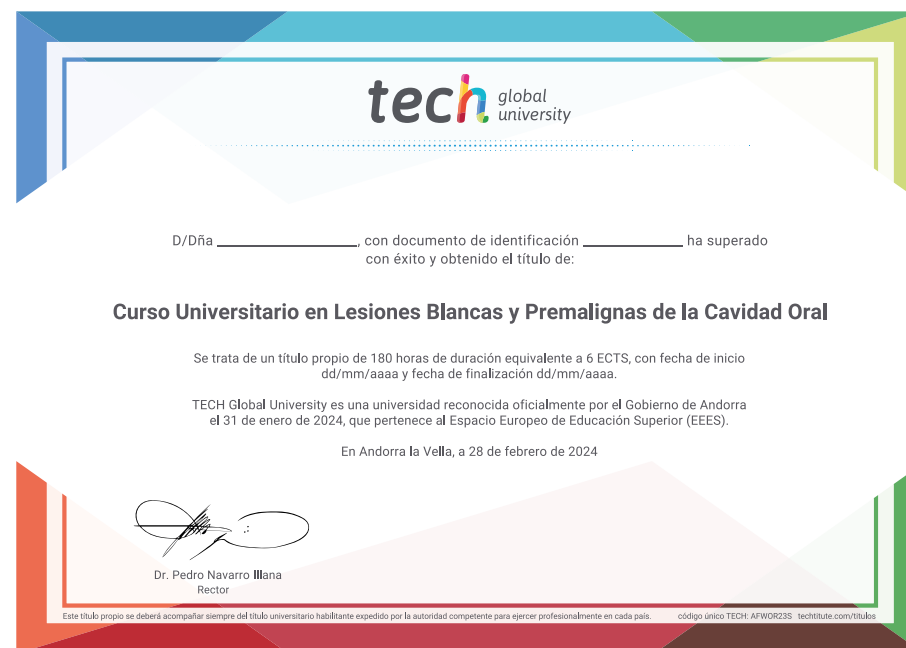 tech global university
D/Dña ________________, con documento de identificación ____________ ha superado
con éxito y obtenido el título de:
Curso Universitario en Lesiones Blancas y Premalignas de la Cavidad Oral
Se trata de un título propio de 180 horas de duración equivalente a 6 ECTS, con fecha de inicio
dd/mm/aaaa y fecha de finalización dd/mm/aaaa.
TECH Global University es una universidad reconocida oficialmente por el Gobierno de Andorra
el 31 de enero de 2024, que pertenece al Espacio Europeo de Educación Superior (EEES).
En Andorra la Vella, a 28 de febrero de 2024
Dr. Pedro Navarro Illana
Rector
Este título propio se deberá acompañar siempre del título universitario habilitante expedido por la autoridad competente para ejercer profesionalmente en cada país. código único TECH: AFWOR23S techtitute.com/titulos